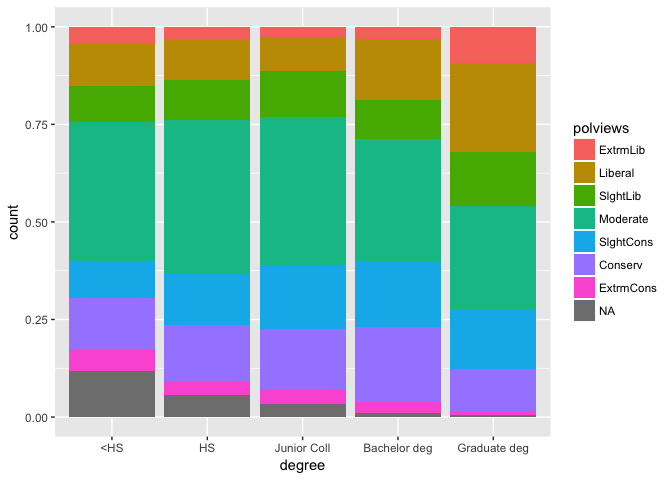 1.00
0.75
0.50
0.25
0.00
count
<HS
HS
Junior Coll
Bachelor deg
Graduate deg
degree
polviews
ExtrmLib
Liberal
SlghtLib
Moderate
SlghtCons
Conserv
ExtrmCons
NA